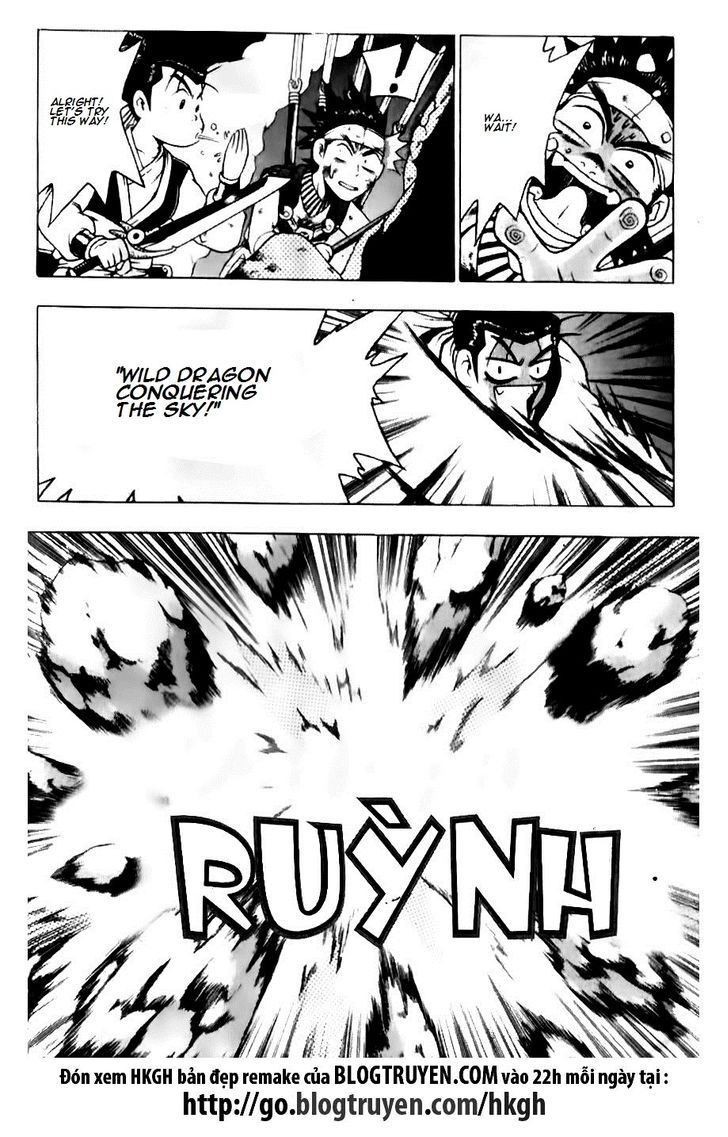 ALRIGHT!
LET'S TRY
THIS WAY!
WA...
WAIT!
"WILD DRAGON
CONQUERING
THE SKY!"
RUỲNH
Đón xem HKGH bản đẹp remake của BLOGTRUYEN.COM vào 22h mỗi ngày tại :
http://go.blogtruyen.com/hkgh